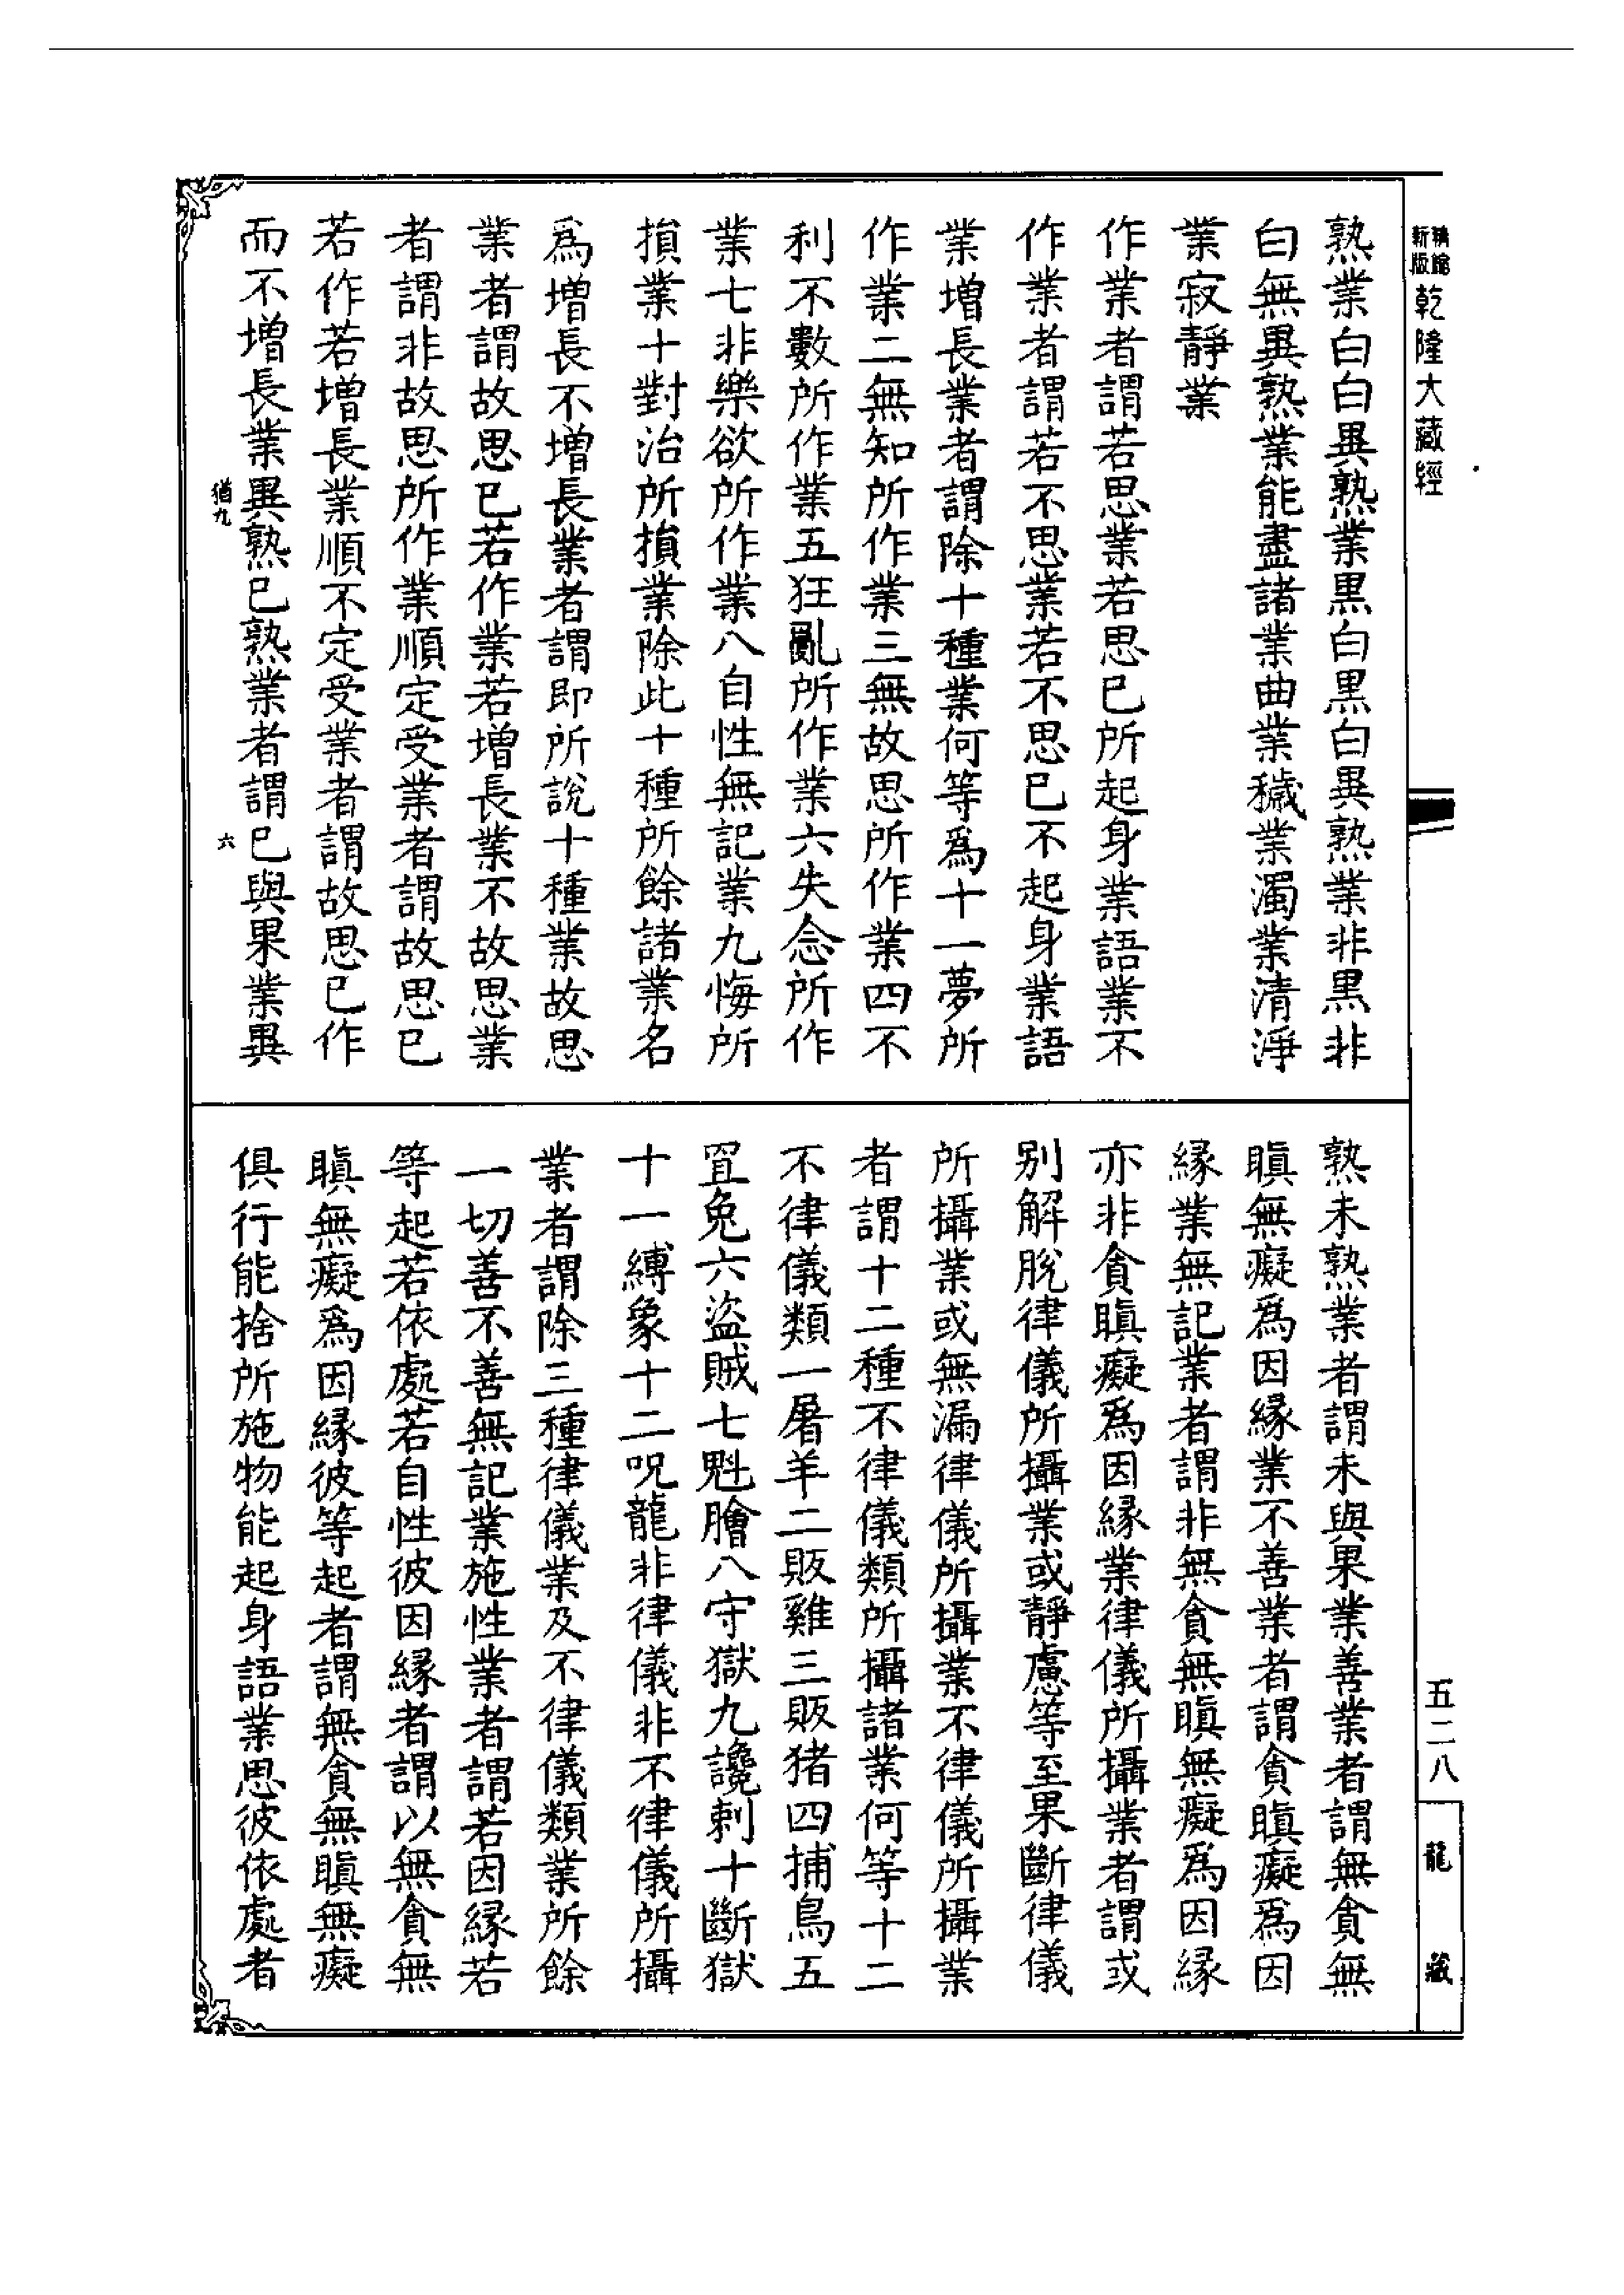 新版
乾隆大藏經
熟業白白異熟業黑白黑白異熟業非黑非
白無異熟業能盡諸業曲業穢業濁業清淨
業寂靜業
作業者謂若思業若思已所起身業語業不
作業者謂若不思業若不思已不起身業語
業增長業者謂除十種業何等爲十一夢所
作業二無知所作業三無故思所作業四不
利不數所作業五狂亂所作業六失念所作
業七非樂欲所作業八自性無記業九悔所
損業十對治所損業除此十種所餘諸業名
爲增長不增長業者謂即所說十種業故思
業者謂故思已若作業若增長業不故思業
者謂非故思所作業順定受業者謂故思已
若作若增長業順不定受業者謂故思已作
而不增長業異熟已熟業者謂已與果業異
猶九
六
熟未熟業者謂未與果業善業者謂無貪無
瞋無癡爲因緣業不善業者謂貪瞋癡爲因
緣業無記業者謂非無貪無瞋無癡爲因緣
亦非貪瞋癡爲因緣業律儀所攝業者謂或
別解脫律儀所攝業或靜慮等至果斷律儀
所攝業或無漏律儀所攝業不律儀所攝業
者謂十二種不律儀類所攝諸業何等十二
不律儀類一屠羊二販雞三販猪四捕鳥五
罝兔六盜賊七魁膾八守獄九讒刺十斷獄
十一縛象十二呪龍非律儀非不律儀所攝
業者謂除三種律儀業及不律儀類業所餘
一切善不善無記業施性業者謂若因緣若
等起若依處若自性彼因緣者謂以無貪無
瞋無癡爲因緣彼等起者謂無貪無瞋無癡
俱行能捨所施物能起身語業思彼依處者
五二八
龍藏